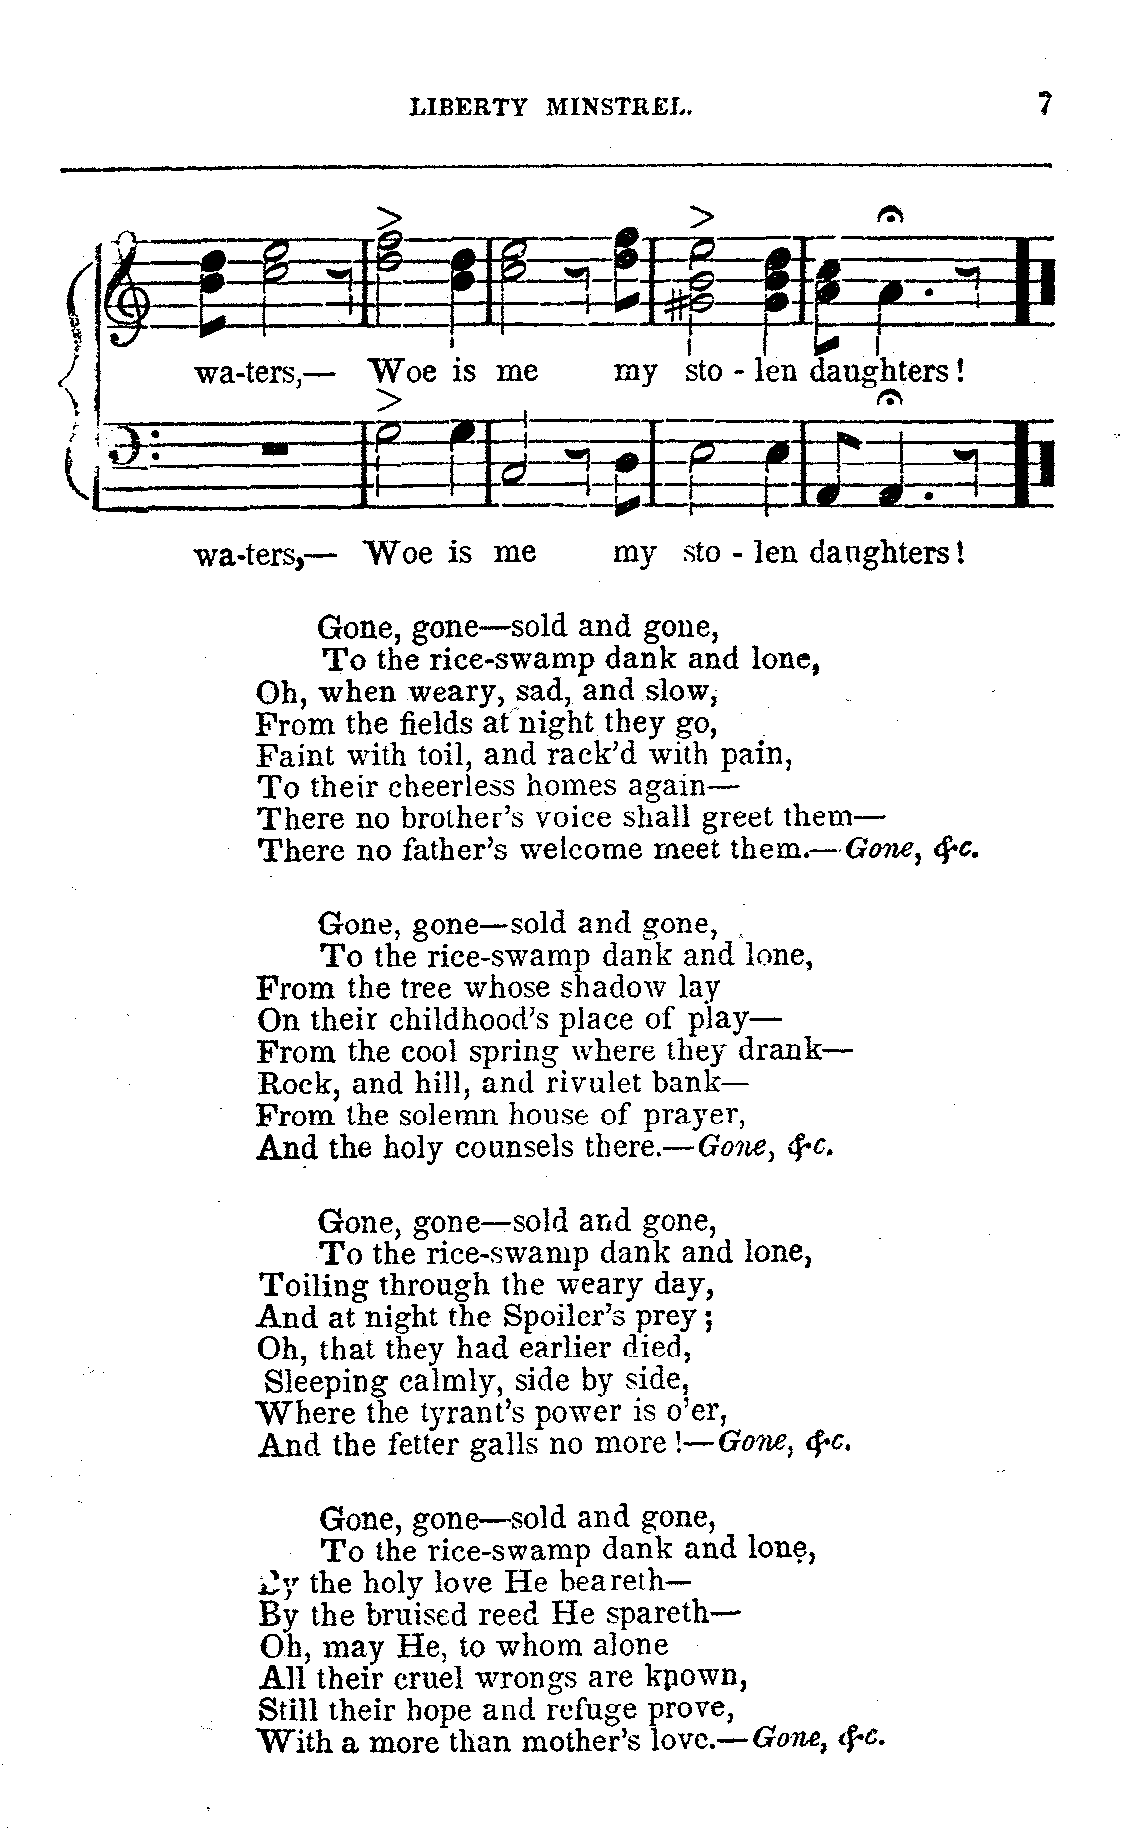 LIBERTY MINSTREL. 7
wa-ters,— Woe is me my sto - len daughters!
wa-ters,— Woe is me my sto - len daughters!
Gone, gone—sold and gone,
To the rice-swamp dank and lone,
Oh, when weary, sad, and slow,
From the fields at night they go,
Faint with toil, and rack'd with pain,
To their cheerless homes again—
There no brother's voice shall greet them—
There no father's welcome meet them.—Gone, &c.
Gone, gone—sold and gone,
To the rice-swamp dank and lone,
From the tree whose shadow lay
On their childhood's place of play—
From the cool spring where they drank—
Rock, and hill, and rivulet bank—
From the solemn house of prayer,
And the holy counsels there.—Gone, &c.
Gone, gone—sold and gone,
To the rice-swamp dank and lone,
Toiling through the weary day,
And at night the Spoiler's prey;
Oh, that they had earlier died,
Sleeping calmly, side by side,
Where the tyrant's power is o'er,
And the fetter galls no more!—Gone, &c.
Gone, gone—sold and gone,
To the rice-swamp dank and lone,
By the holy love He beareth—
By the bruised reed He spareth—
Oh, may He, to whom alone
All their cruel wrongs are known,
Still their hope and refuge prove,
With a more than mother's love.—Gone, &c.